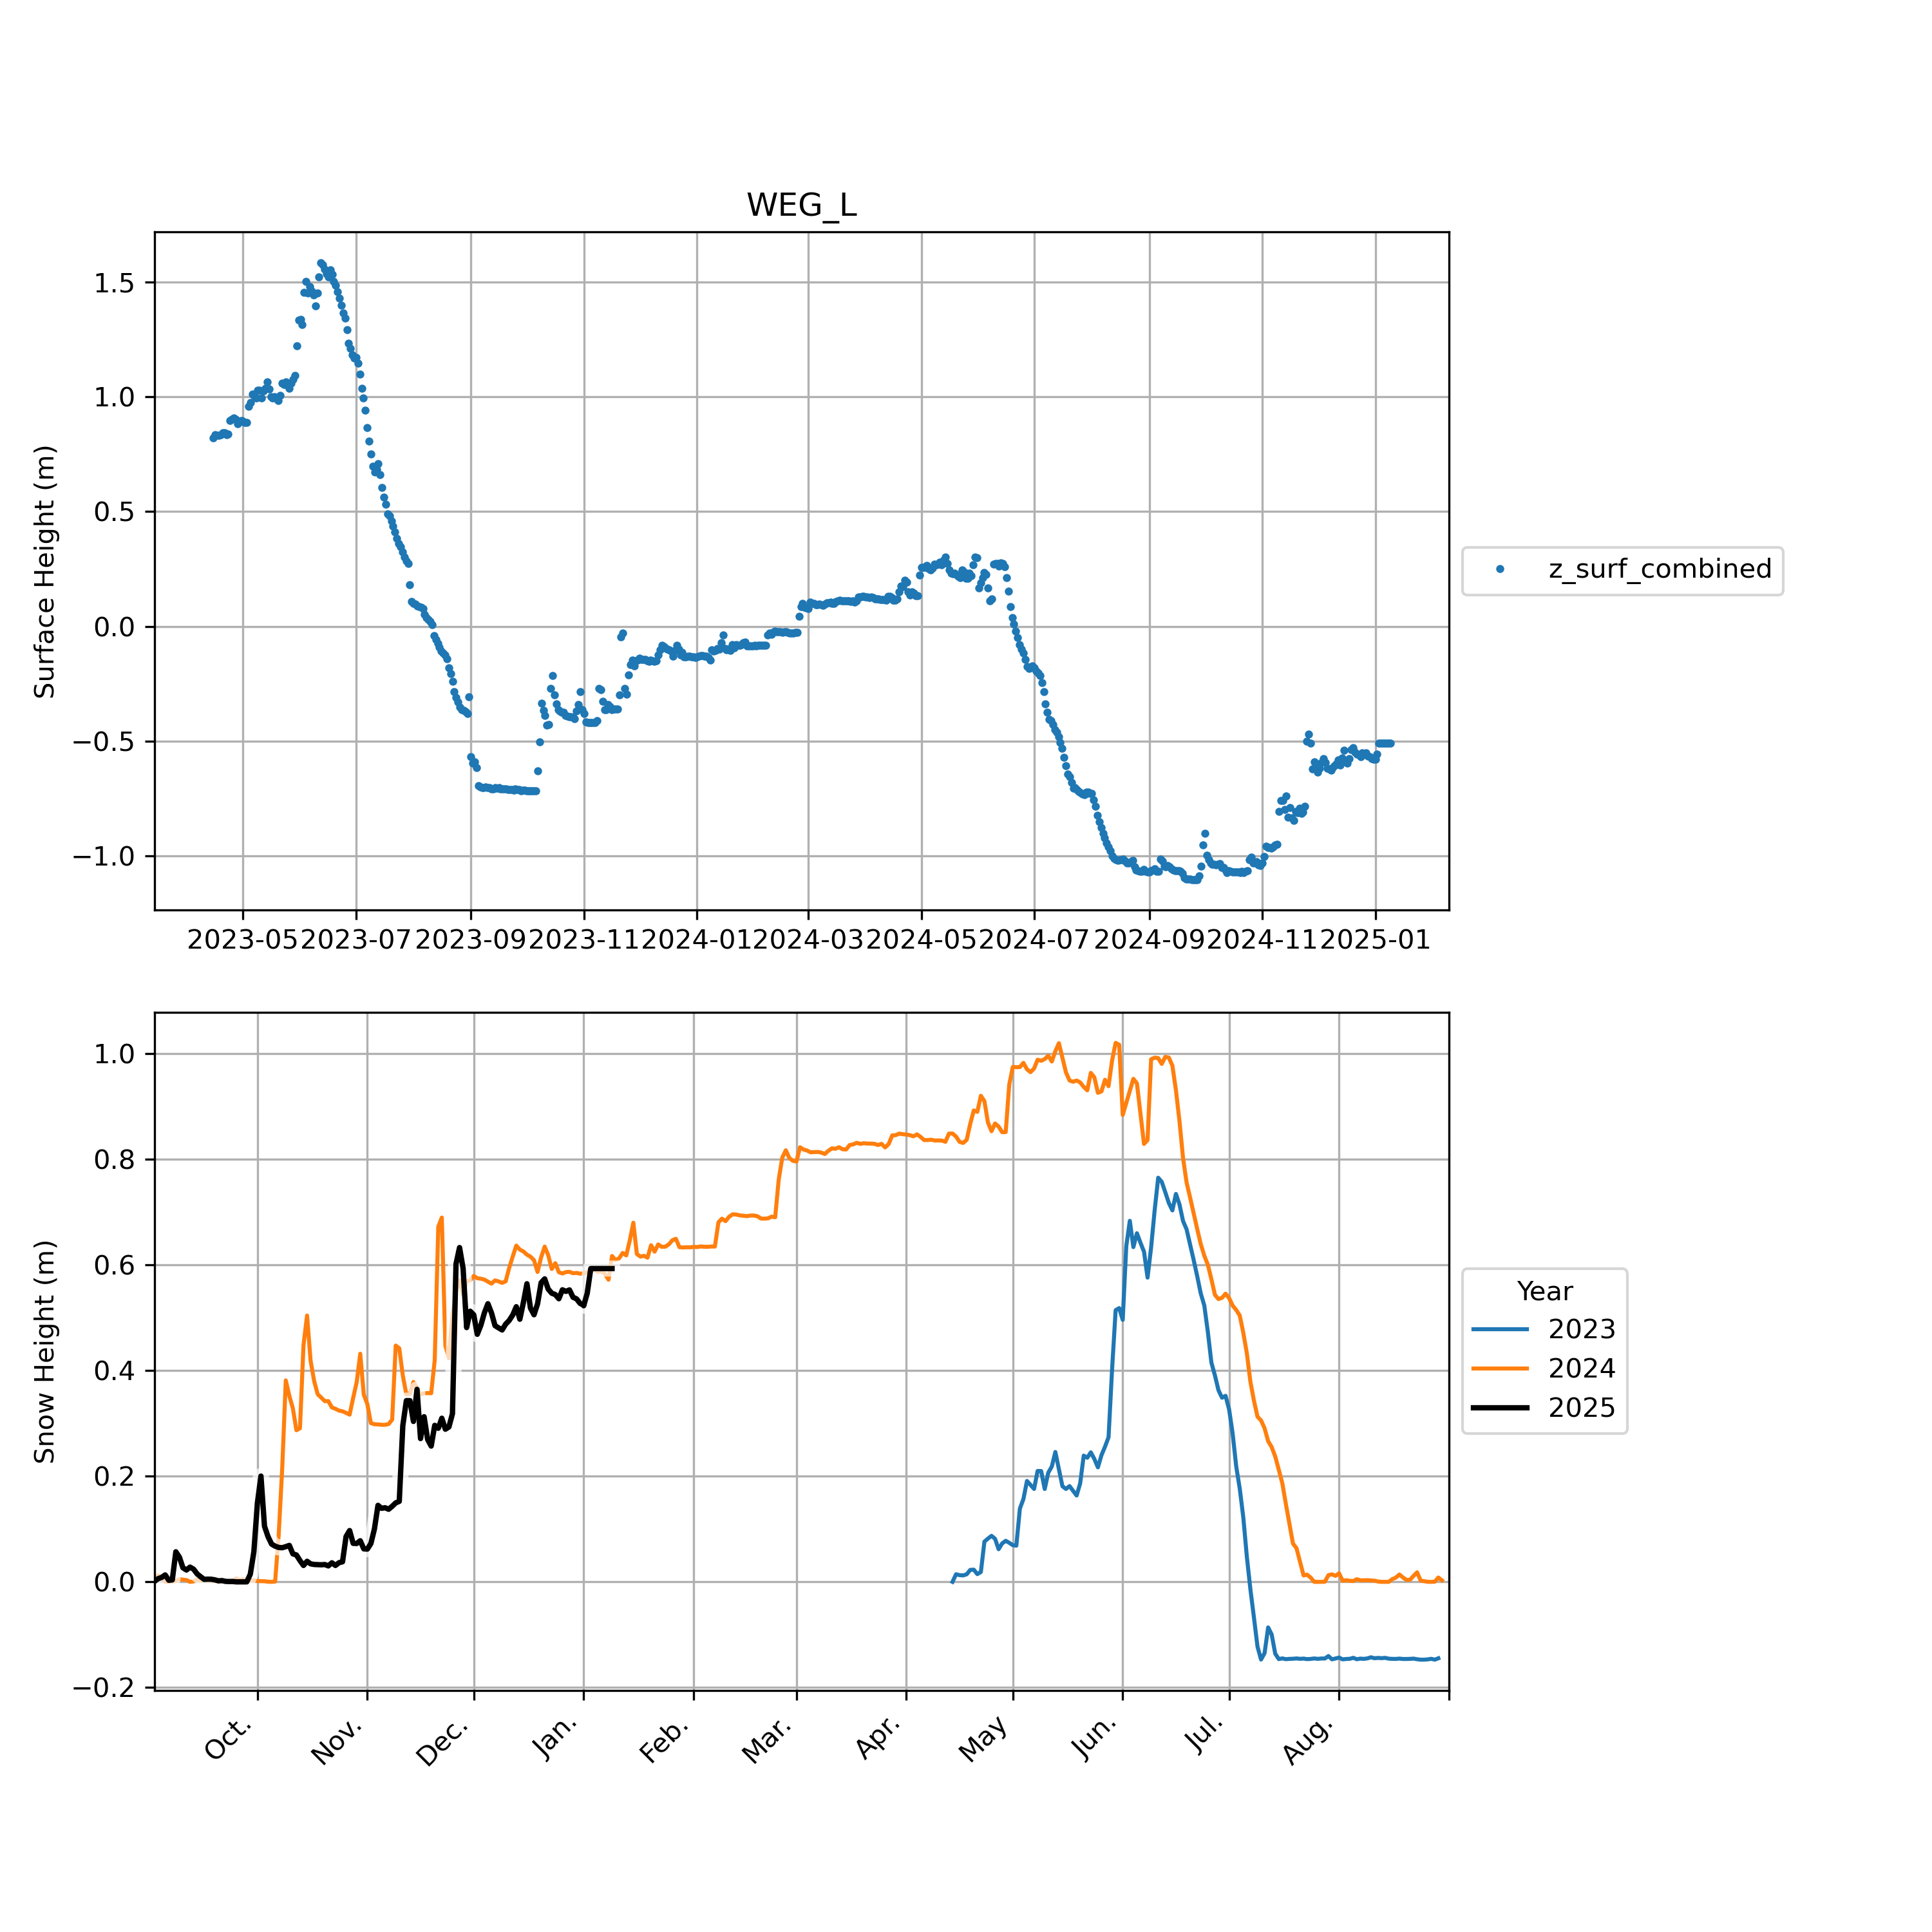 WEG_L
Surface Height (m)
1.5
1.0
0.5
0.0
−0.5
−1.0
2023-05 2023-07 2023-09 2023-11 2024-01 2024-03 2024-05 2024-07 2024-09 2024-11 2025-01
z_surf_combined
Snow Height (m)
1.0
0.8
0.6
0.4
0.2
0.0
−0.2
Oct. Nov. Dec. Jan. Feb. Mar. Apr. May Jun. Jul. Aug.
Year
2023
2024
2025